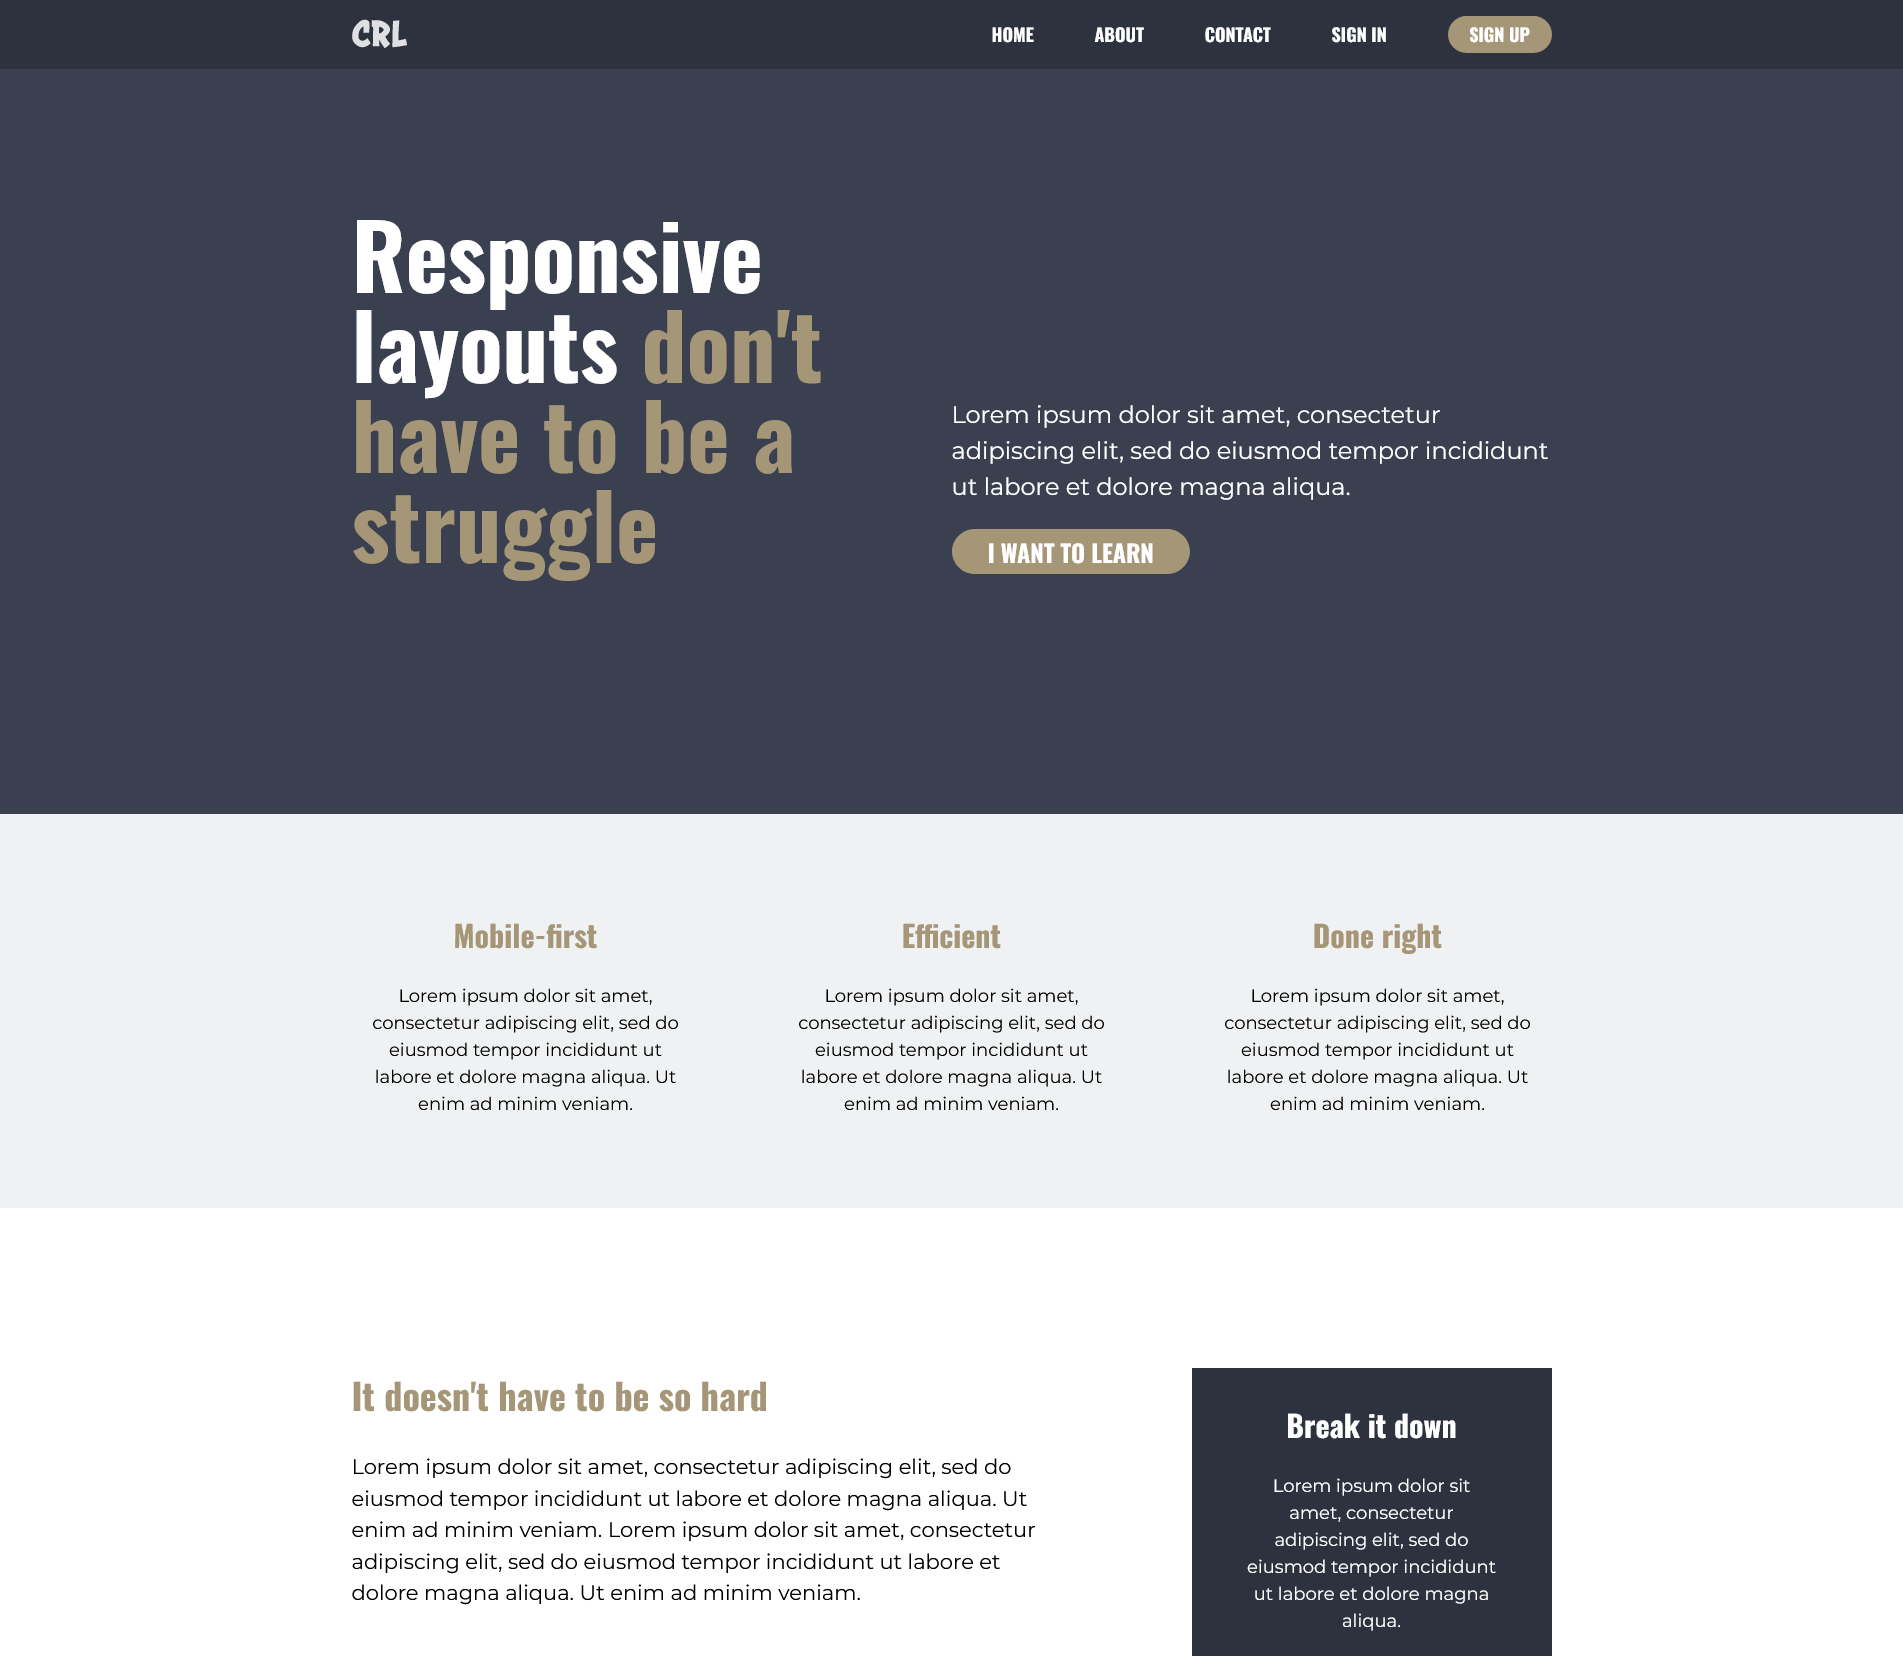 CRL
HOME
ABOUT
CONTACT
SIGN IN
SIGN UP
Responsive
layouts don't
have to be a
struggle
Lorem ipsum dolor sit amet, consectetur
adipiscing elit, sed do eiusmod tempor incididunt
ut labore et dolore magna aliqua.
I WANT TO LEARN
Mobile-first
Lorem ipsum dolor sit amet,
consectetur adipiscing elit, sed do
eiusmod tempor incididunt ut
labore et dolore magna aliqua. Ut
enim ad minim veniam.
Efficient
Lorem ipsum dolor sit amet,
consectetur adipiscing elit, sed do
eiusmod tempor incididunt ut
labore et dolore magna aliqua. Ut
enim ad minim veniam.
Done right
Lorem ipsum dolor sit amet,
consectetur adipiscing elit, sed do
eiusmod tempor incididunt ut
labore et dolore magna aliqua. Ut
enim ad minim veniam.
It doesn't have to be so hard
Lorem ipsum dolor sit amet, consectetur adipiscing elit, sed do
eiusmod tempor incididunt ut labore et dolore magna aliqua. Ut
enim ad minim veniam. Lorem ipsum dolor sit amet, consectetur
adipiscing elit, sed do eiusmod tempor incididunt ut labore et
dolore magna aliqua. Ut enim ad minim veniam.
Break it down
Lorem ipsum dolor sit
amet, consectetur
adipiscing elit, sed do
eiusmod tempor incididunt
ut labore et dolore magna
aliqua.